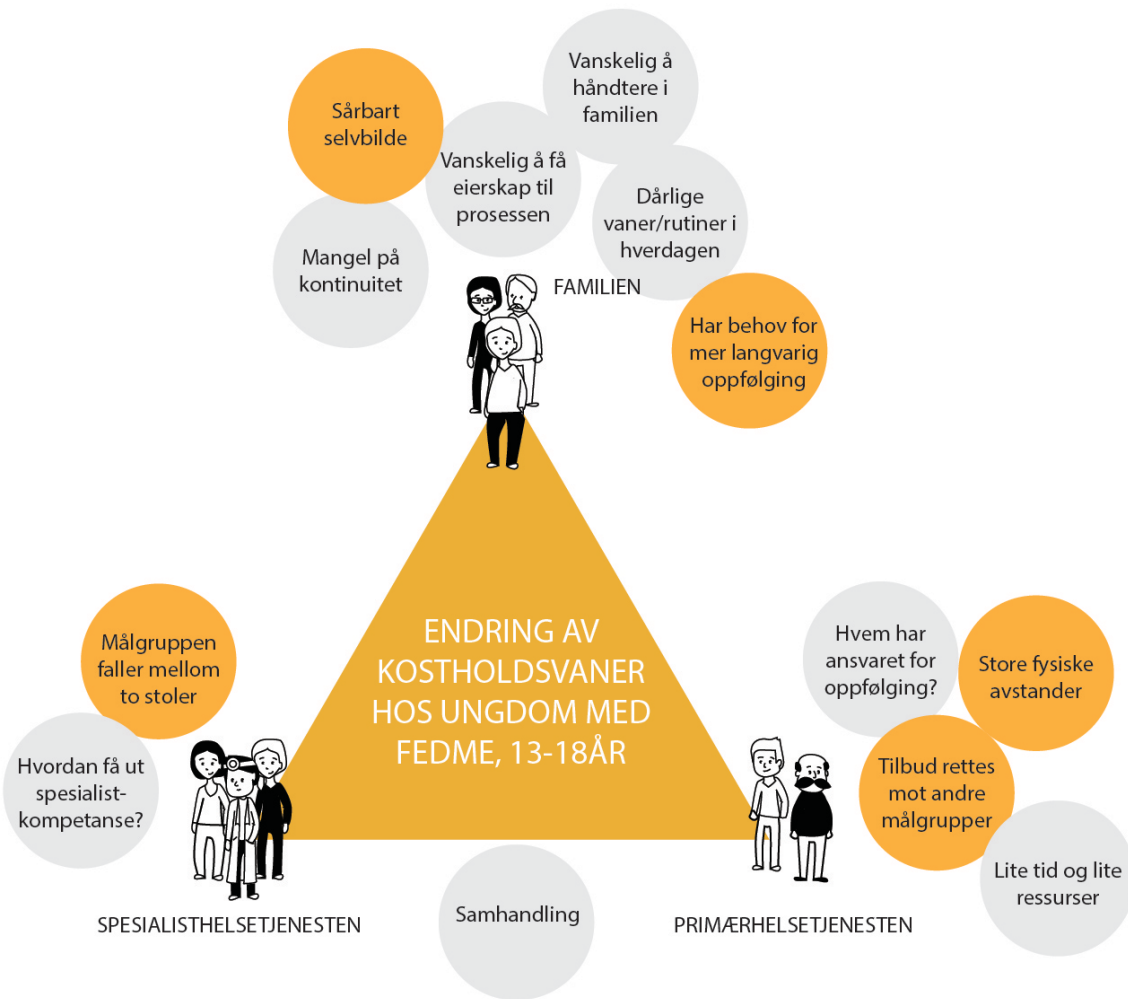 Vanskelig å
håndtere i
familien
Sårbart
selvbilde
Vanskelig å få
eierskap til
prosessen
Dårlige
vaner/rutiner i
hverdagen
Mangel på
kontinuitet
FAMILIEN
Har behov for
mer langvarig
oppfølging
ENDRING AV
KOSTHOLDSVANER
HOS UNGDOM MED
FEDME, 13-18ÅR
Målgruppen
faller mellom
to stoler
Hvordan få ut
spesialist-
kompetanse?
SPESIALISTHELSETJENESTEN
Samhandling
Hvem har
ansvaret for
oppfølging?
Store fysiske
avstander
Tilbud rettes
mot andre
målgrupper
Lite tid og lite
ressurser
PRIMÆRHELSETJENESTEN